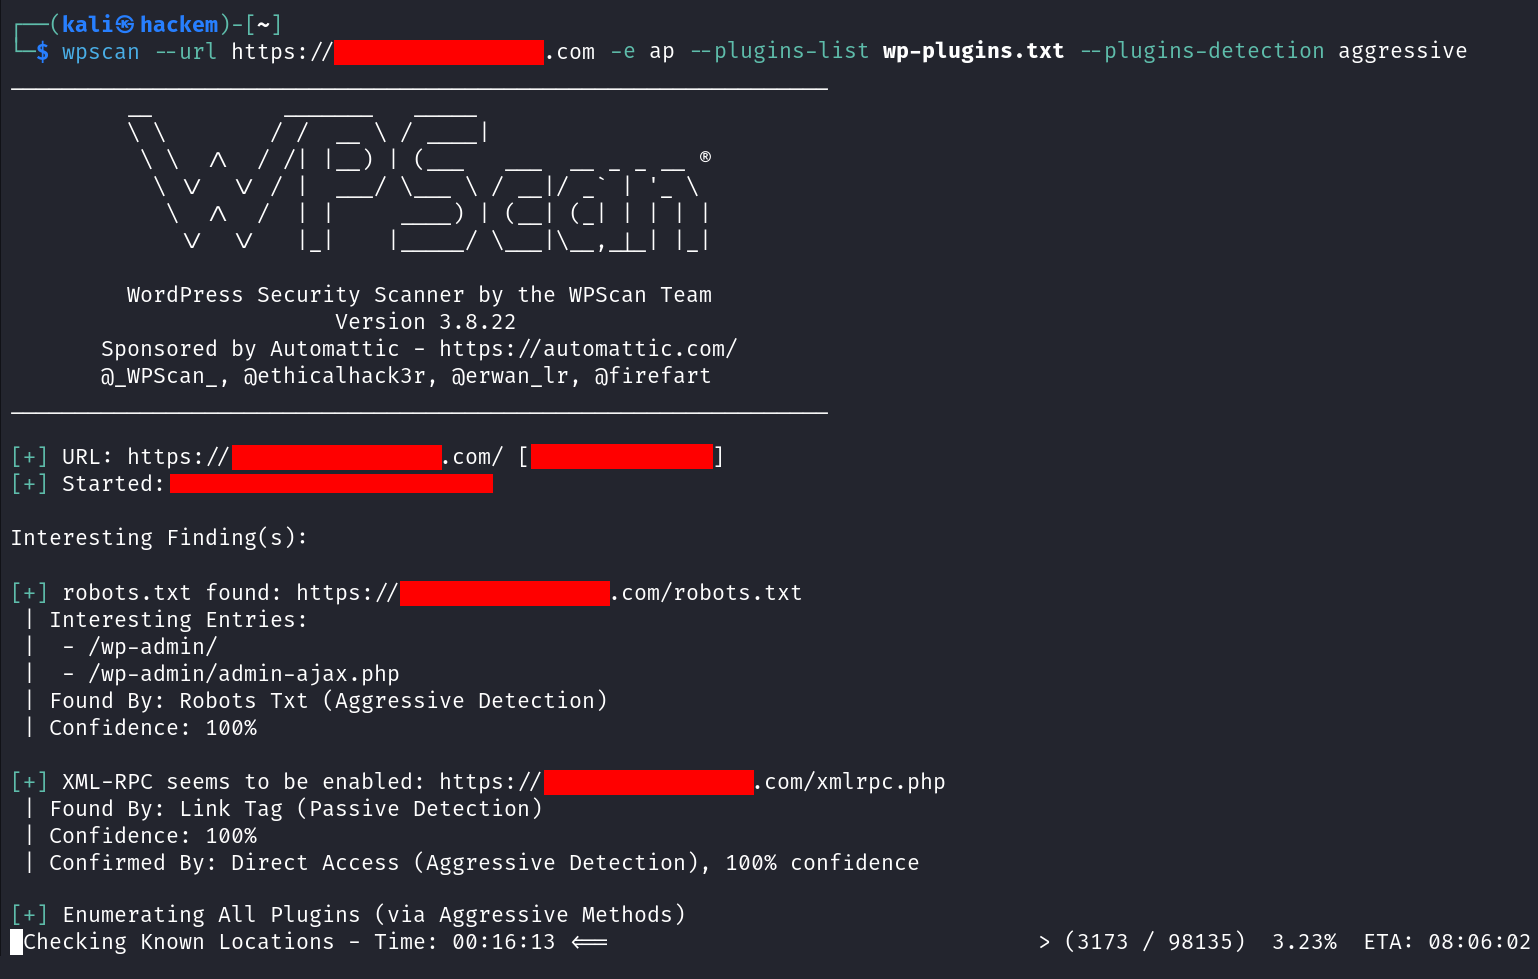 ┌──(kali㉿hackem)-[~]
└─$ wpscan --url https://.com -e ap --plugins-list wp-plugins.txt --plugins-detection aggressive
WPScan ®
WordPress Security Scanner by the WPScan Team
Version 3.8.22
Sponsored by Automattic - https://automattic.com/
@_WPScan_, @ethicalhack3r, @erwan_lr, @firefart
[+] URL: https://.com/ []
[+] Started:
Interesting Finding(s):
[+] robots.txt found: https://.com/robots.txt
| Interesting Entries:
|  - /wp-admin/
|  - /wp-admin/admin-ajax.php
| Found By: Robots Txt (Aggressive Detection)
| Confidence: 100%
[+] XML-RPC seems to be enabled: https://.com/xmlrpc.php
| Found By: Link Tag (Passive Detection)
| Confidence: 100%
| Confirmed By: Direct Access (Aggressive Detection), 100% confidence
[+] Enumerating All Plugins (via Aggressive Methods)
Checking Known Locations - Time: 00:16:13 <== > (3173 / 98135) 3.23% ETA: 08:06:02